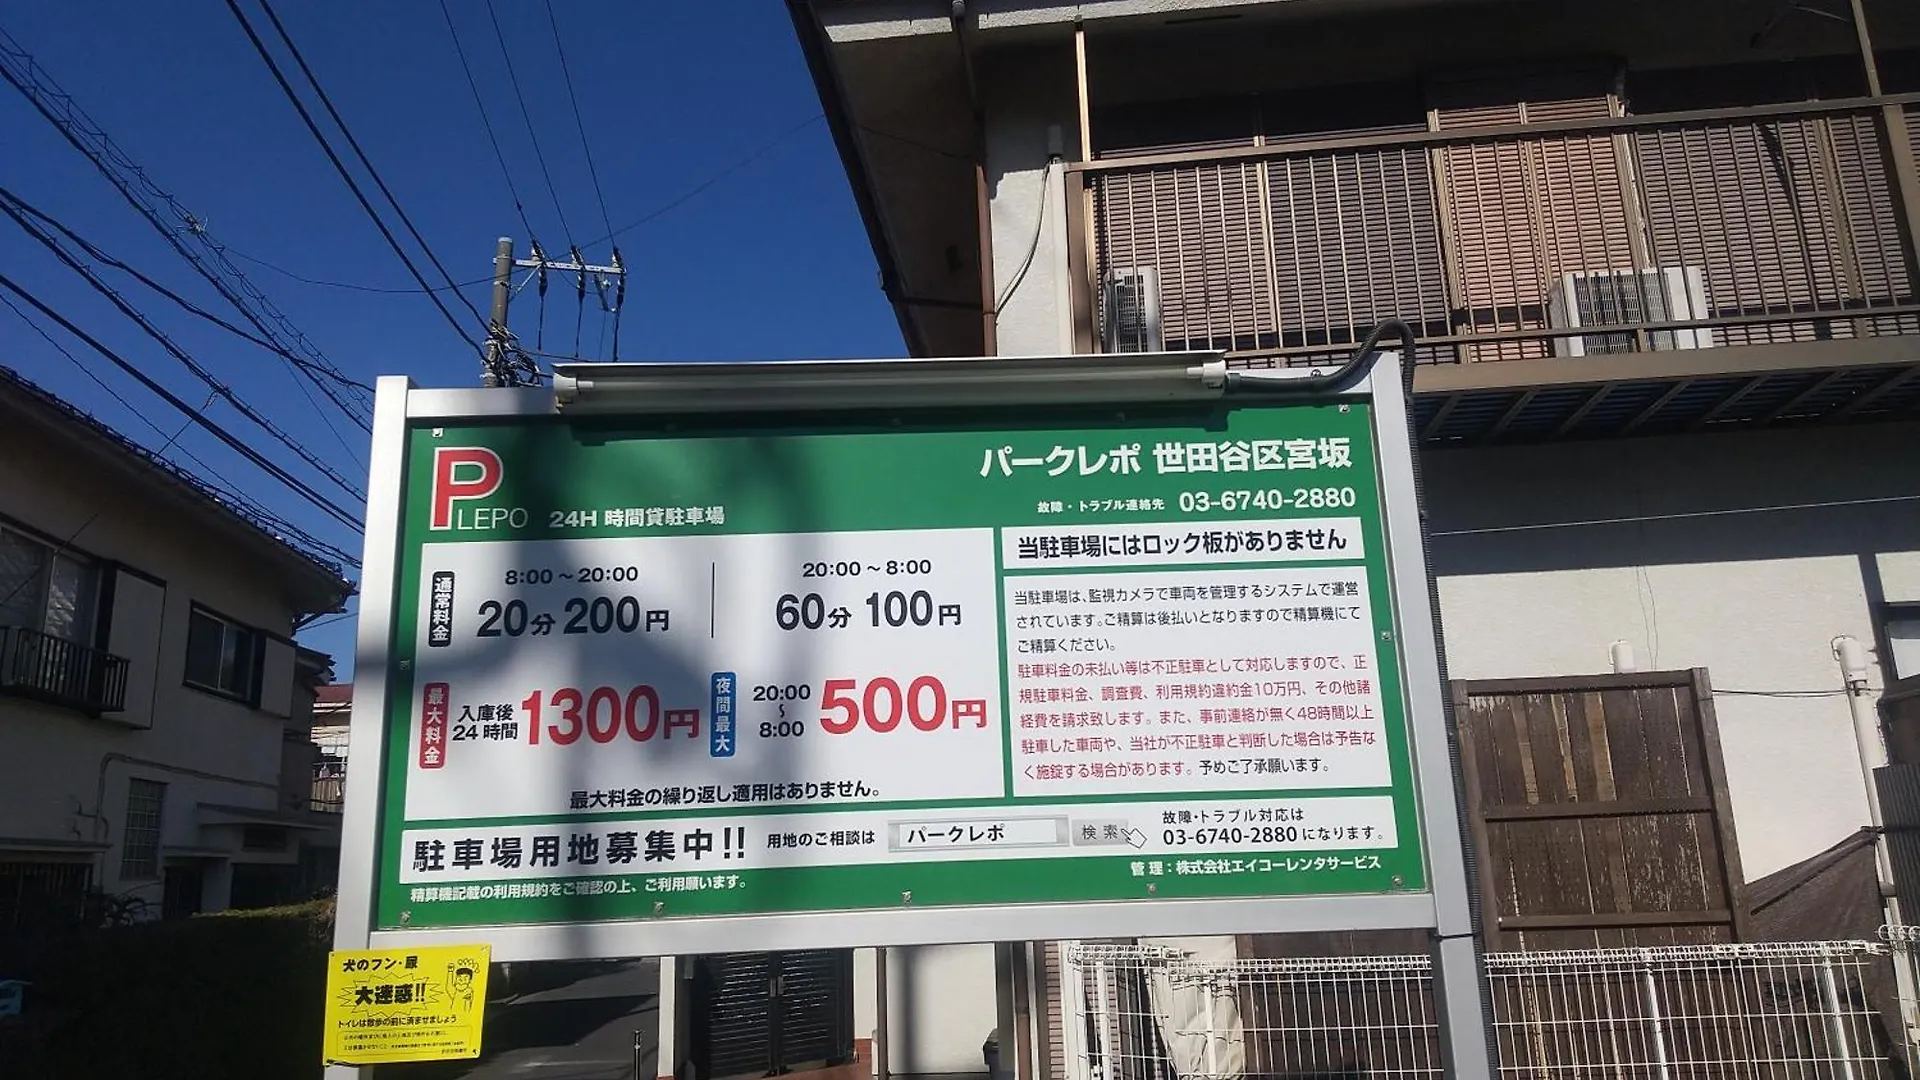 P
LEPO
24H 時間貸駐車場
パークレポ 世田谷区宮坂
故障・トラブル連絡先 03-6740-2880
通常料金
8:00 ~ 20:00
20分 200円
20:00 ~ 8:00
60分 100円
最大料金
入庫後
24時間
1300円
夜間最大
20:00
~
8:00
500円
最大料金の繰り返し適用はありません。
当駐車場にはロック板がありません
当駐車場は、監視カメラで車両を管理するシステムで運営
されています。ご精算は後払いとなりますので精算機にて
ご精算ください。
駐車料金の未払い等は不正駐車として対応しますので、正
規駐車料金、調査費、利用規約違約金10万円、その他諸
経費を請求致します。また、事前連絡が無く48時間以上
駐車した車両や、当社が不正駐車と判断した場合は予告な
く施錠する場合があります。予めご了承願います。
駐車場用地募集中!! 用地のご相談は パークレポ 検索
故障・トラブル対応は
03-6740-2880になります。
精算機記載の利用規約をご確認の上、ご利用願います。
管理:株式会社エイコーレンタサービス
犬のフン・尿
大迷惑!!
トイレは散歩の前に済ませましょう